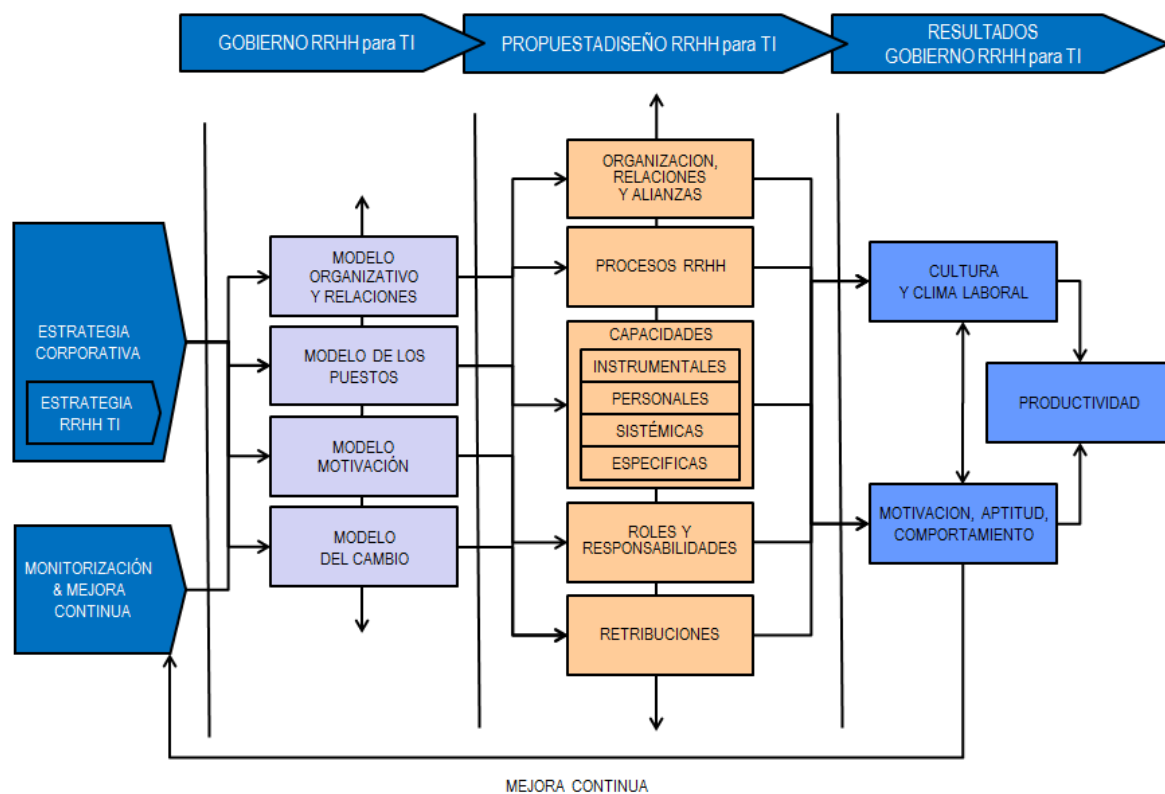 GOBIERNO RRHH para TI
PROPUESTADISEÑO RRHH para TI
RESULTADOS
GOBIERNO RRHH para TI
ESTRATEGIA
CORPORATIVA
ESTRATEGIA
RRHH TI
MONITORIZACIÓN
& MEJORA
CONTINUA
MODELO
ORGANIZATIVO
Y RELACIONES
MODELO DE LOS
PUESTOS
MODELO
MOTIVACIÓN
MODELO
DEL CAMBIO
ORGANIZACION,
RELACIONES
Y ALIANZAS
PROCESOS RRHH
CAPACIDADES
INSTRUMENTALES
PERSONALES
SISTÉMICAS
ESPECIFICAS
ROLES Y
RESPONSABILIDADES
RETRIBUCIONES
CULTURA
Y CLIMA LABORAL
PRODUCTIVIDAD
MOTIVACION, APTITUD,
COMPORTAMIENTO
MEJORA CONTINUA